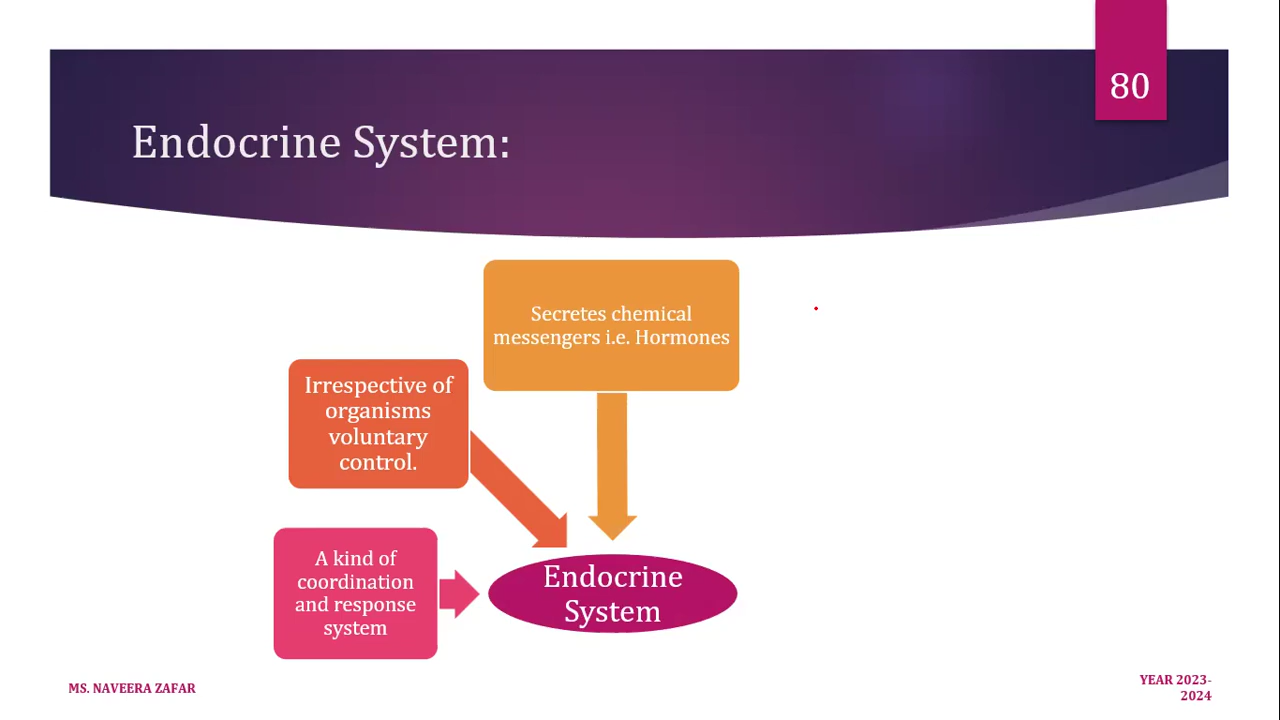 80
Endocrine System:
Secretes chemical
messengers i.e. Hormones
Irrespective of
organisms
voluntary
control.
A kind of
coordination
and response
system
Endocrine
System
MS. NAVEERA ZAFAR
YEAR 2023-
2024